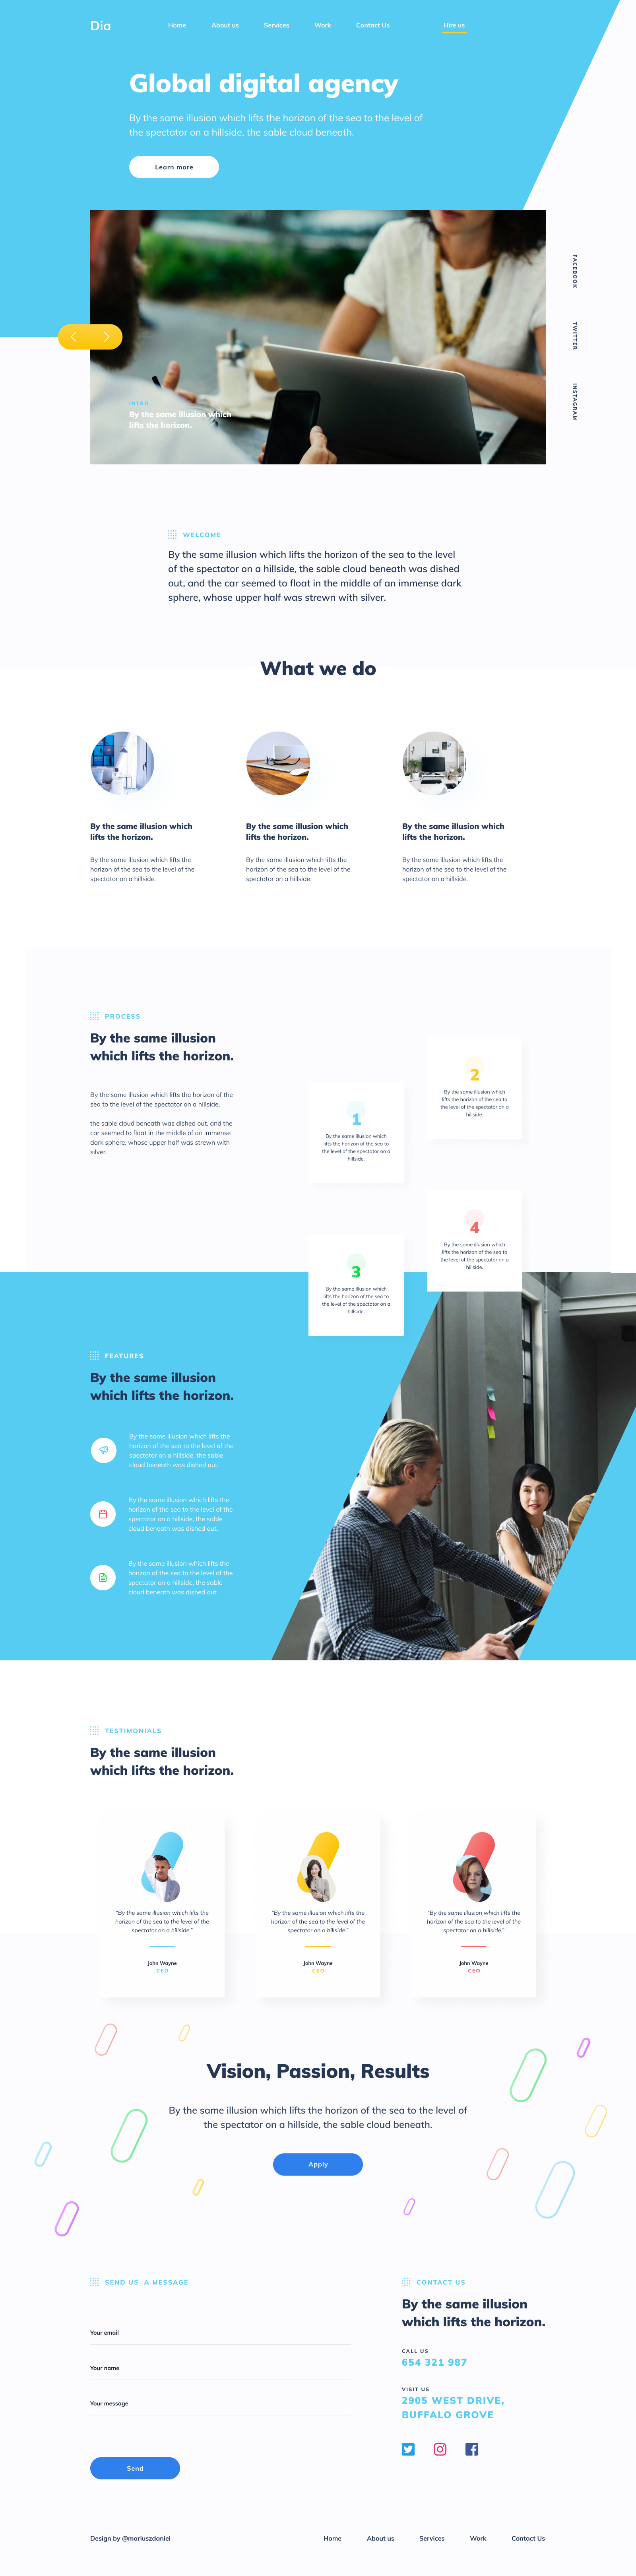 Dia
Home
About us
Services
Work
Contact Us
Hire us
Global digital agency
By the same illusion which lifts the horizon of the sea to the level of
the spectator on a hillside, the sable cloud beneath.
Learn more
FACEBOOK
TWITTER
INSTAGRAM
INTRO
By the same illusion which
lifts the horizon.
WELCOME
By the same illusion which lifts the horizon of the sea to the level
of the spectator on a hillside, the sable cloud beneath was dished
out, and the car seemed to float in the middle of an immense dark
sphere, whose upper half was strewn with silver.
What we do
By the same illusion which
lifts the horizon.
By the same illusion which lifts the
horizon of the sea to the level of the
spectator on a hillside.
By the same illusion which
lifts the horizon.
By the same illusion which lifts the
horizon of the sea to the level of the
spectator on a hillside.
By the same illusion which
lifts the horizon.
By the same illusion which lifts the
horizon of the sea to the level of the
spectator on a hillside.
PROCESS
By the same illusion
which lifts the horizon.
By the same illusion which lifts the horizon of the
sea to the level of the spectator on a hillside,
the sable cloud beneath was dished out, and the
car seemed to float in the middle of an immense
dark sphere, whose upper half was strewn with
silver.
1
By the same illusion which
lifts the horizon of the sea to
the level of the spectator on a
hillside.
2
By the same illusion which
lifts the horizon of the sea to
the level of the spectator on a
hillside.
3
By the same illusion which
lifts the horizon of the sea to
the level of the spectator on a
hillside.
4
By the same illusion which
lifts the horizon of the sea to
the level of the spectator on a
hillside.
FEATURES
By the same illusion
which lifts the horizon.
By the same illusion which lifts the
horizon of the sea to the level of the
spectator on a hillside, the sable
cloud beneath was dished out.
By the same illusion which lifts the
horizon of the sea to the level of the
spectator on a hillside, the sable
cloud beneath was dished out.
By the same illusion which lifts the
horizon of the sea to the level of the
spectator on a hillside, the sable
cloud beneath was dished out.
TESTIMONIALS
By the same illusion
which lifts the horizon.
"By the same illusion which lifts the
horizon of the sea to the level of the
spectator on a hillside."
John Wayne
CEO
"By the same illusion which lifts the
horizon of the sea to the level of the
spectator on a hillside."
John Wayne
CEO
"By the same illusion which lifts the
horizon of the sea to the level of the
spectator on a hillside."
John Wayne
CEO
Vision, Passion, Results
By the same illusion which lifts the horizon of the sea to the level of
the spectator on a hillside, the sable cloud beneath.
Apply
SEND US A MESSAGE
Your email
Your name
Your message
Send
CONTACT US
By the same illusion
which lifts the horizon.
CALL US
654 321 987
VISIT US
2905 WEST DRIVE,
BUFFALO GROVE
Design by @mariuszdaniel
Home
About us
Services
Work
Contact Us